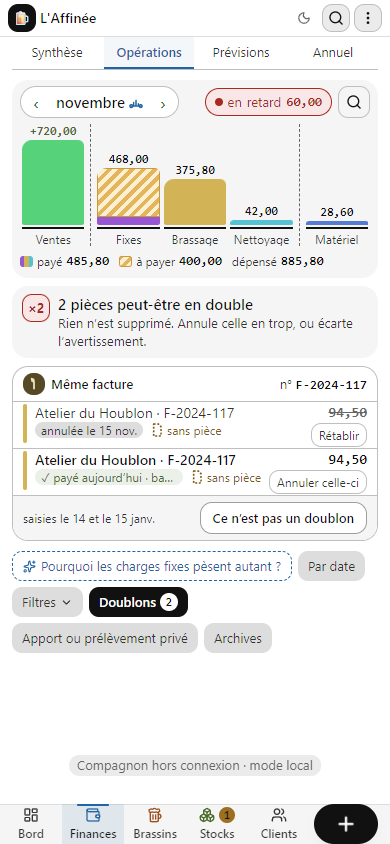 L'Affinée
Synthèse Opérations Prévisions Annuel
‹ novembre › en retard 60,00
+720,00 468,00 375,80 42,00 28,60
Ventes Fixes Brassage Nettoyage Matériel
payé 485,80 à payer 400,00 dépensé 885,80
×2 2 pièces peut-être en double
Rien n'est supprimé. Annule celle en trop, ou écarte
l'avertissement.
Même facture n° F-2024-117
Atelier du Houblon · F-2024-117 94,50
annulée le 15 nov. sans pièce Rétablir
Atelier du Houblon · F-2024-117 94,50
✓ payé aujourd'hui · ba… sans pièce Annuler celle-ci
saisies le 14 et le 15 janv. Ce n'est pas un doublon
Pourquoi les charges fixes pèsent autant ? Par date
Filtres Doublons 2
Apport ou prélèvement privé Archives
Compagnon hors connexion · mode local
1
Bord Finances Brassins Stocks Clients +